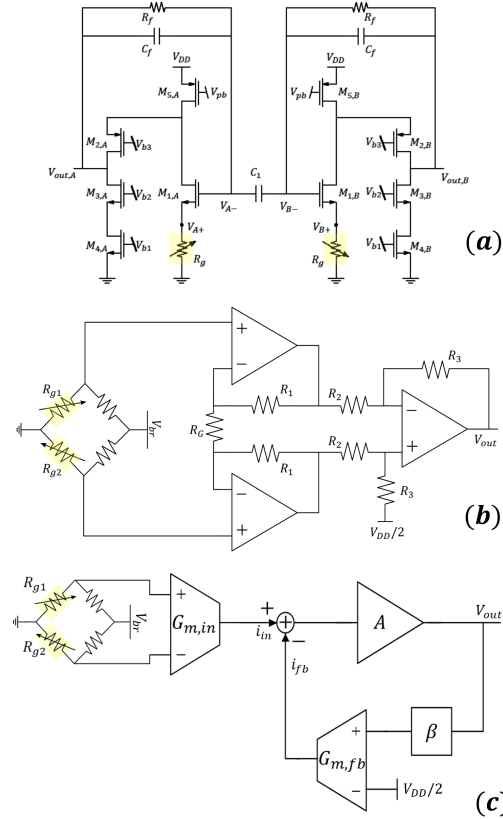 R_f R_f
C_f C_f
V_DD V_DD
M_5,A V_pb V_pb M_5,B
M_2,A V_b3 V_b3 M_2,B
V_out,A C_1 V_out,B
M_3,A V_b2 M_1,A M_1,B V_b2 M_3,B
V_A− V_B−
V_A+ V_B+
M_4,A V_b1 R_g R_g V_b1 M_4,B
(a)
R_g1 + R_3
−
R_1 R_2 −
V_br R_G V_out
R_g2 R_1 R_2 +
− R_3
+ V_DD/2
(b)
R_g1 + + V_out
V_br G_m,in i_in + A
R_g2 − −
i_fb
+ β
G_m,fb
− V_DD/2
(c)